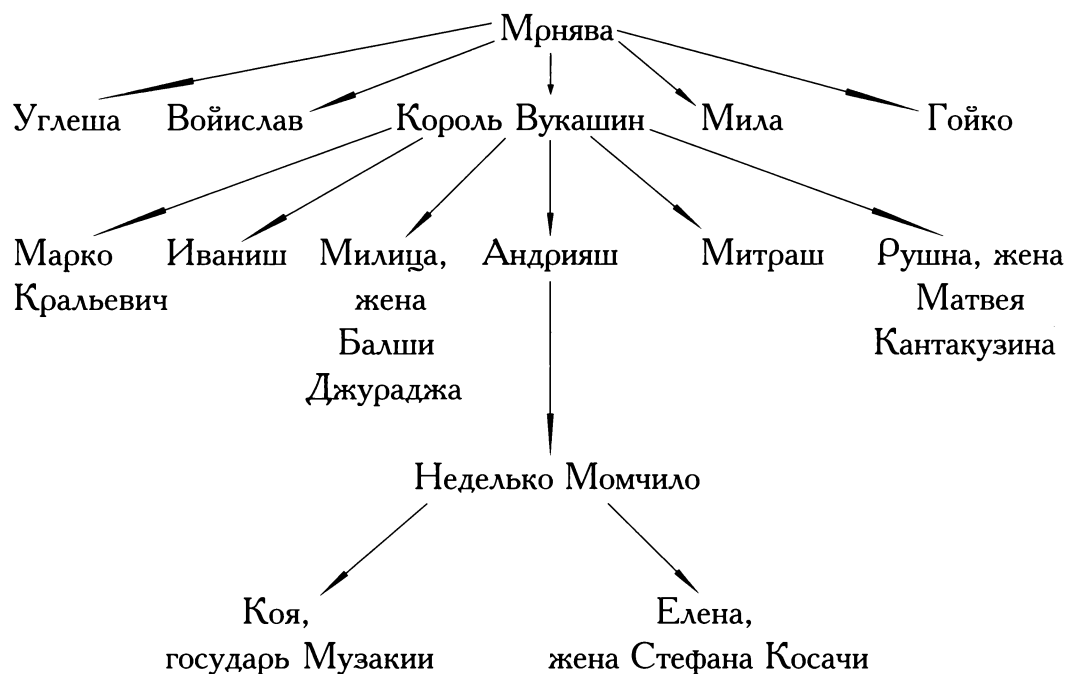 Мрнява
Углеша Войислав Король Вукашин Мила Гойко
Марко Иваниш Милица, Андрияш Митраш Рушна, жена
Кральевич жена Матвея
Балши Кантакузина
Джураджа
Неделько Момчило
Коя, Елена,
государь Музакии жена Стефана Косачи